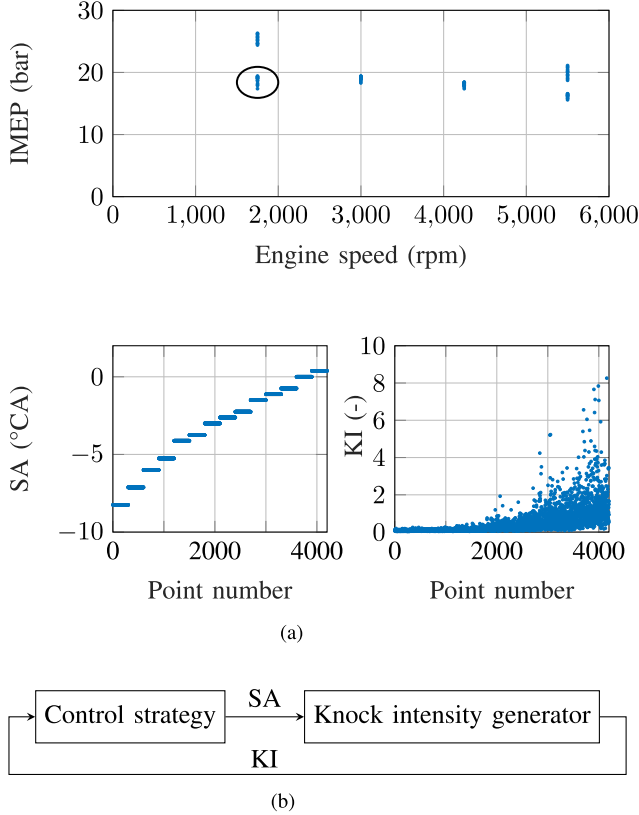 30
20
10
0
IMEP (bar)
0 1,000 2,000 3,000 4,000 5,000 6,000
Engine speed (rpm)
0
−5
−10
SA (°CA)
0 2000 4000
Point number
10
8
6
4
2
0
KI (-)
0 2000 4000
Point number
(a)
Control strategy
SA
Knock intensity generator
KI
(b)